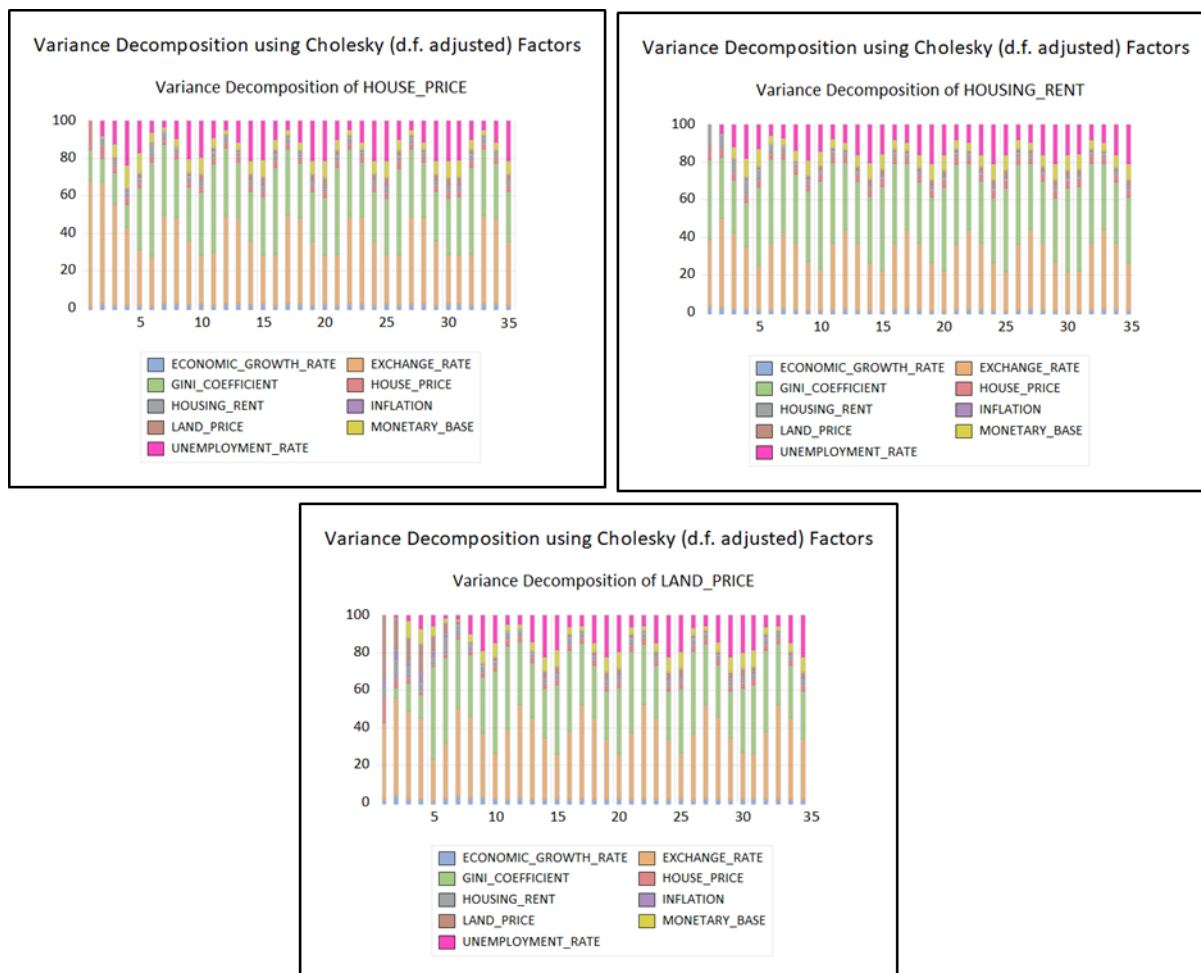 Variance Decomposition using Cholesky (d.f. adjusted) Factors
Variance Decomposition of HOUSE_PRICE
100
80
60
40
20
0
5 10 15 20 25 30 35
ECONOMIC_GROWTH_RATE EXCHANGE_RATE
GINI_COEFFICIENT HOUSE_PRICE
HOUSING_RENT INFLATION
LAND_PRICE MONETARY_BASE
UNEMPLOYMENT_RATE
Variance Decomposition using Cholesky (d.f. adjusted) Factors
Variance Decomposition of HOUSING_RENT
100
80
60
40
20
0
5 10 15 20 25 30 35
ECONOMIC_GROWTH_RATE EXCHANGE_RATE
GINI_COEFFICIENT HOUSE_PRICE
HOUSING_RENT INFLATION
LAND_PRICE MONETARY_BASE
UNEMPLOYMENT_RATE
Variance Decomposition using Cholesky (d.f. adjusted) Factors
Variance Decomposition of LAND_PRICE
100
80
60
40
20
0
5 10 15 20 25 30 35
ECONOMIC_GROWTH_RATE EXCHANGE_RATE
GINI_COEFFICIENT HOUSE_PRICE
HOUSING_RENT INFLATION
LAND_PRICE MONETARY_BASE
UNEMPLOYMENT_RATE